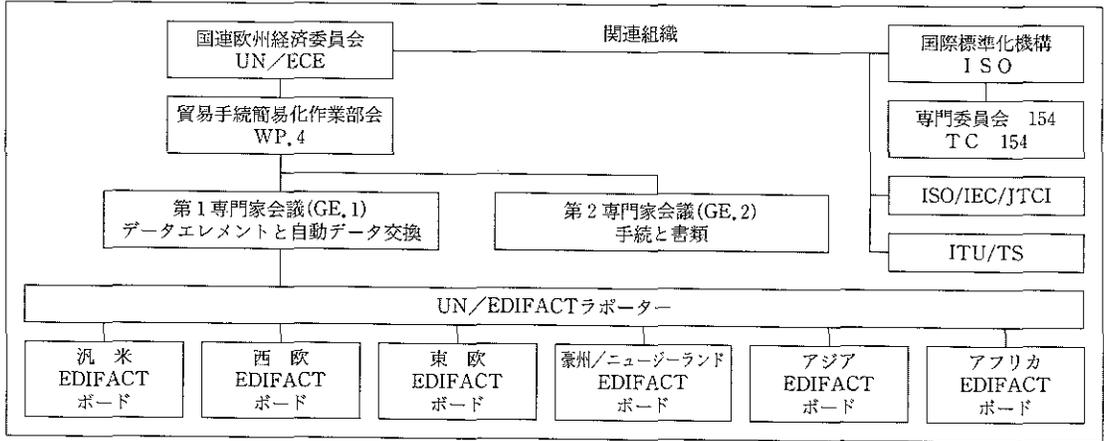 国連欧州経済委員会
UN/ECE
関連組織
国際標準化機構
ISO
貿易手続簡易化作業部会
WP.4
専門委員会 154
TC 154
第1専門家会議(GE.1)
データエレメントと自動データ交換
第2専門家会議(GE.2)
手続と書類
ISO/IEC/JTCI
ITU/TS
UN/EDIFACTラポーター
汎 米
EDIFACT
ボード
西 欧
EDIFACT
ボード
東 欧
EDIFACT
ボード
豪州/ニュージーランド
EDIFACT
ボード
アジア
EDIFACT
ボード
アフリカ
EDIFACT
ボード